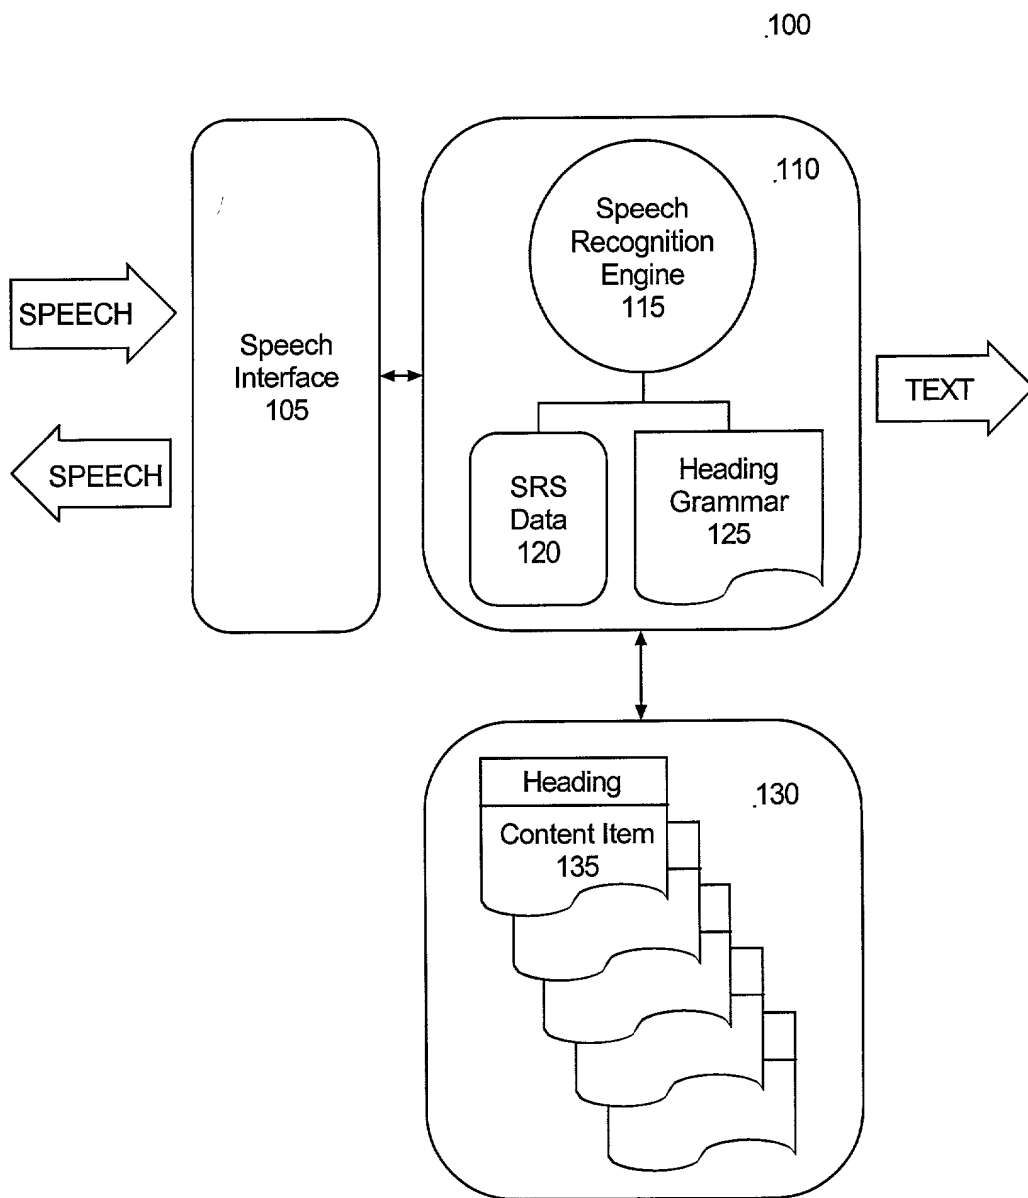 100
110
Speech
Recognition
Engine
115
SPEECH
Speech
Interface
105
TEXT
SPEECH
SRS
Data
120
Heading
Grammar
125
Heading
130
Content Item
135